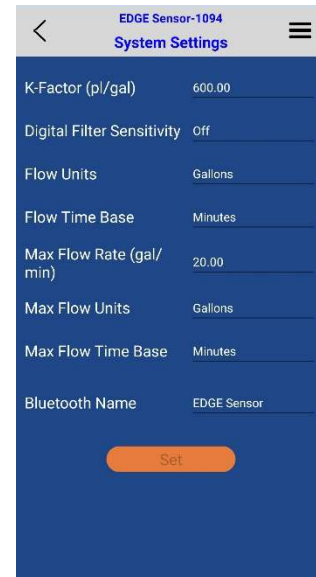 EDGE Sensor-1094
System Settings
K-Factor (pl/gal) 600.00
Digital Filter Sensitivity Off
Flow Units Gallons
Flow Time Base Minutes
Max Flow Rate (gal/
min) 20.00
Max Flow Units Gallons
Max Flow Time Base Minutes
Bluetooth Name EDGE Sensor
Set